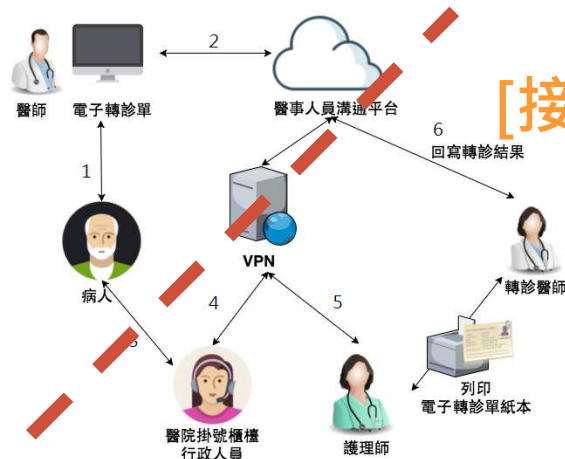 2
醫師
電子轉診單
醫事人員溝通平台
[接
6
回寫轉診結果
1
VPN
轉診醫師
病人
4
5
列印
電子轉診單紙本
醫院掛號櫃檯
行政人員
護理師